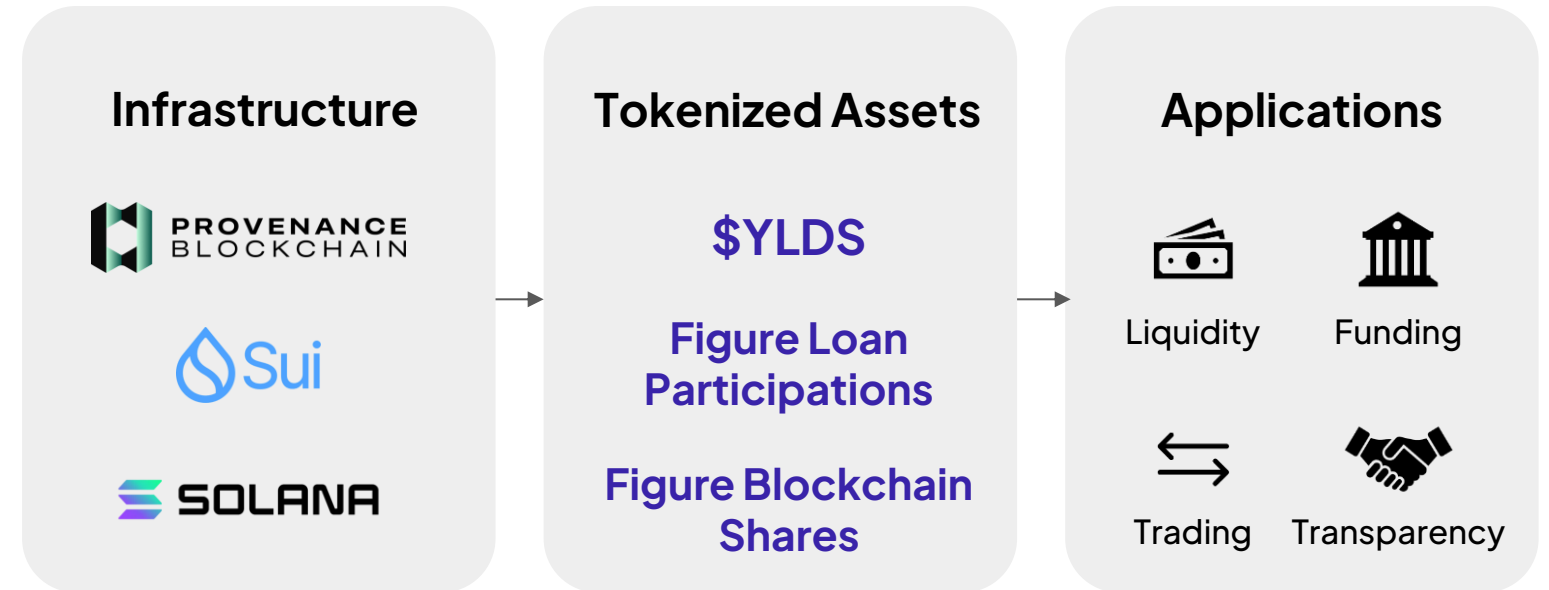 Infrastructure
PROVENANCE
BLOCKCHAIN
Sui
SOLANA
Tokenized Assets
$YLDS
Figure Loan
Participations
Figure Blockchain
Shares
Applications
Liquidity
Funding
Trading
Transparency